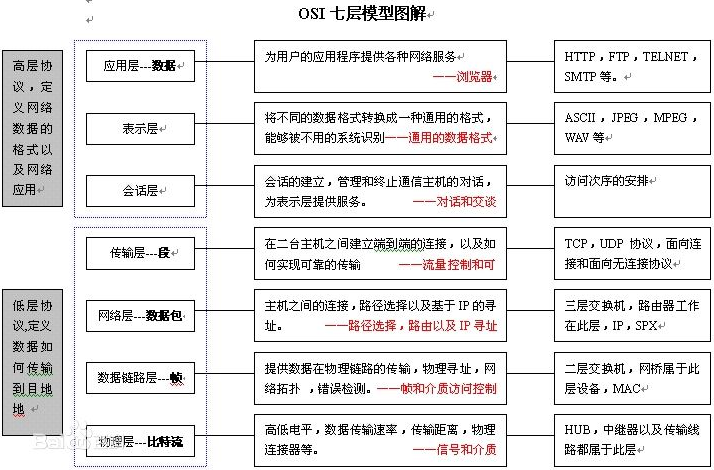 OSI 七层模型图解
高层协
议，定
义网络
数据的
格式以
及网络
应用
应用层---数据
为用户的应用程序提供各种网络服务
——浏览器
HTTP，FTP，TELNET，
SMTP 等。
表示层
将不同的数据格式转换成一种通用的格式，
能够被不用的系统识别——通用的数据格式
ASCII，JPEG，MPEG，
WAV 等
会话层
会话的建立，管理和终止通信主机的对话，
为表示层提供服务。 ——对话和交谈
访问次序的安排
传输层---段
在二台主机之间建立端到端的连接，以及如
何实现可靠的传输 ——流量控制和可
TCP，UDP 协议，面向连
接和面向无连接协议
低层协
议,定义
数据如
何传输
到目地
地
网络层---数据包
主机之间的连接，路径选择以及基于 IP 的寻
址。 ——路径选择，路由以及 IP 寻址
三层交换机，路由器工作
在此层，IP，SPX
数据链路层---帧
提供数据在物理链路的传输，物理寻址，网
络拓扑，错误检测。——帧和介质访问控制
二层交换机，网桥属于此
层设备，MAC
物理层---比特流
高低电平，数据传输速率，传输距离，物理
连接器等。 ——信号和介质
HUB，中继器以及传输线
路都属于此层